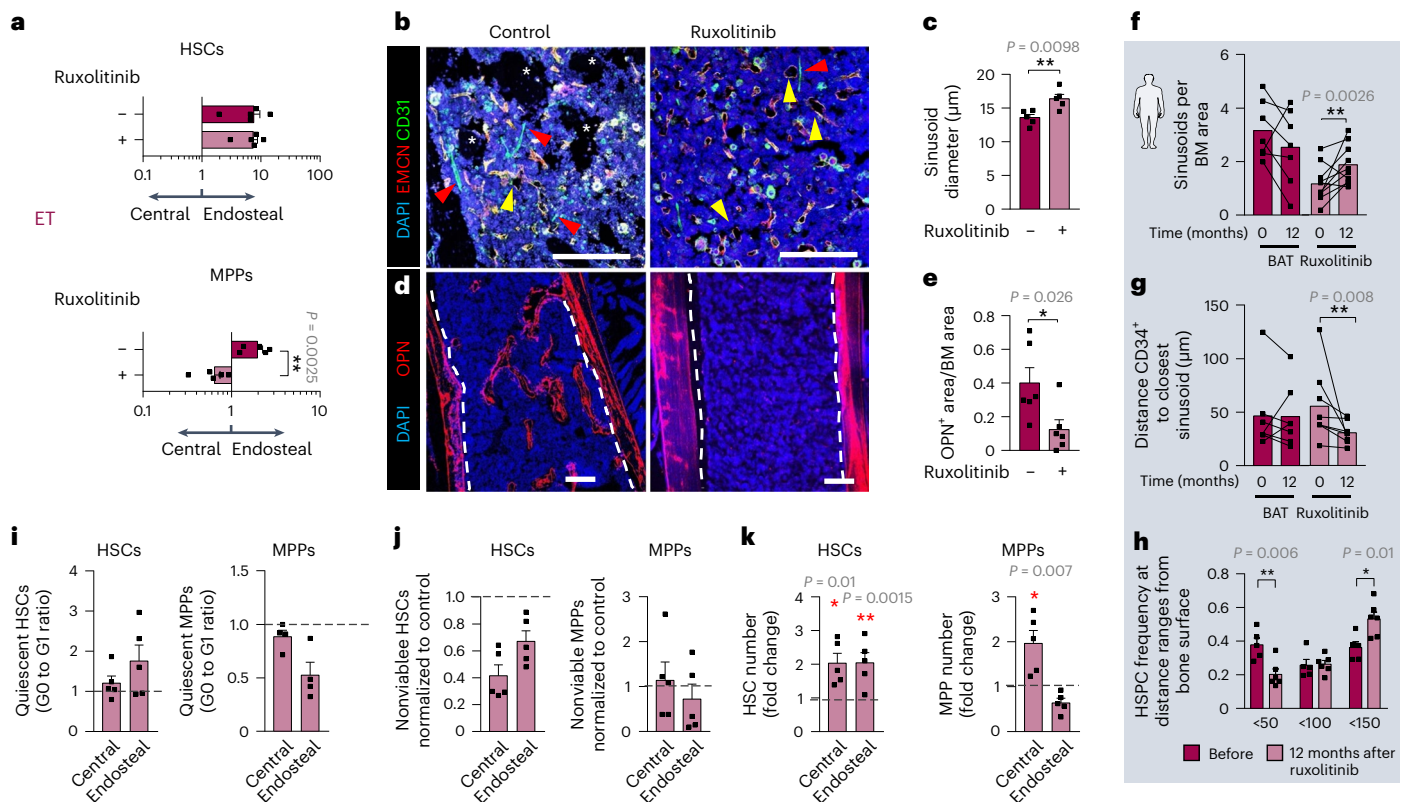 a
HSCs
Ruxolitinib
−
+
0.1 1 10 100
Central Endosteal
ET
MPPs
Ruxolitinib
−
+
P = 0.0025
**
0.1 1 10
Central Endosteal
b
Control Ruxolitinib
DAPI EMCN CD31
* * * *
d
DAPI OPN
c
P = 0.0098
**
Sinusoid
diameter (µm)
20
15
10
5
0
Ruxolitinib − +
e
P = 0.026
*
OPN+ area/BM area
0.8
0.6
0.4
0.2
0
Ruxolitinib − +
f
Sinusoids per
BM area
6
4
2
0
P = 0.0026
**
Time (months) 0 12 0 12
BAT Ruxolitinib
g
P = 0.008
**
Distance CD34+
to closest
sinusoid (µm)
150
100
50
0
Time (months) 0 12 0 12
BAT Ruxolitinib
h
P = 0.006 P = 0.01
** *
HSPC frequency at
distance ranges from
bone surface
0.8
0.6
0.4
0.2
0
<50 <100 <150
Before 12 months after
ruxolitinib
i
HSCs MPPs
Quiescent HSCs
(G0 to G1 ratio)
4
3
2
1
0
Central
Endosteal
Quiescent MPPs
(G0 to G1 ratio)
1.5
1.0
0.5
0
Central
Endosteal
j
HSCs MPPs
Nonviablee HSCs
normalized to control
1.0
0.8
0.6
0.4
0.2
0
Central
Endosteal
Nonviable MPPs
normalized to control
3
2
1
0
Central
Endosteal
k
HSCs MPPs
P = 0.01
P = 0.0015
* **
HSC number
(fold change)
4
3
2
1
0
Central
Endosteal
P = 0.007
*
MPP number
(fold change)
3
2
1
0
Central
Endosteal